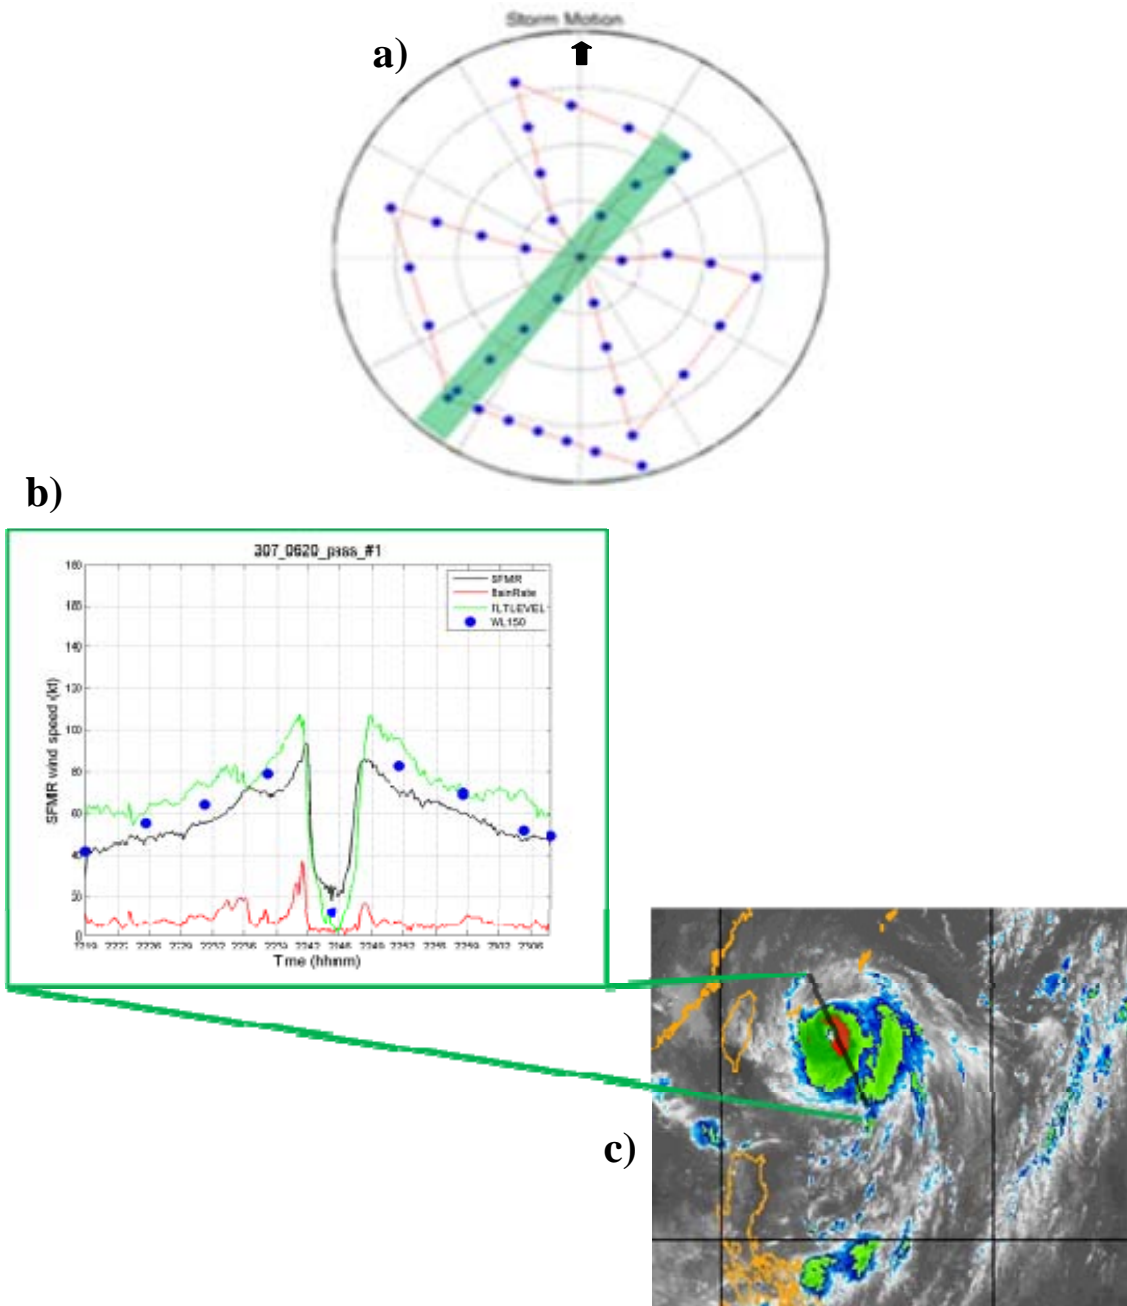 Storm Motion
a)
b)
307_0620_pass_#1
180
160
140
120
100
80
60
40
20
0
SFMR
RainRate
FLTLEVEL
WL150
SFMR wind speed (kt)
Time (hhmm)
c)